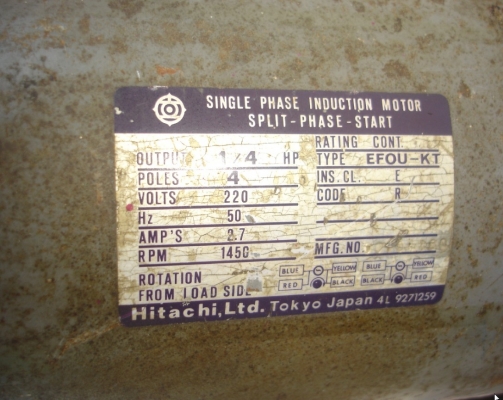 SINGLE PHASE INDUCTION MOTOR
SPLIT-PHASE-START
RATING CONT.
OUTPUT 1/4 HP TYPE EFOU-KT
POLES 4 INS.CL. E
VOLTS 220 CODE R
Hz 50
AMP'S 2.7
RPM 1450 MFG.NO.
ROTATION
FROM LOAD SIDE
BLUE YELLOW BLUE YELLOW
RED BLACK BLACK RED
Hitachi,Ltd. Tokyo Japan 4L 9271259